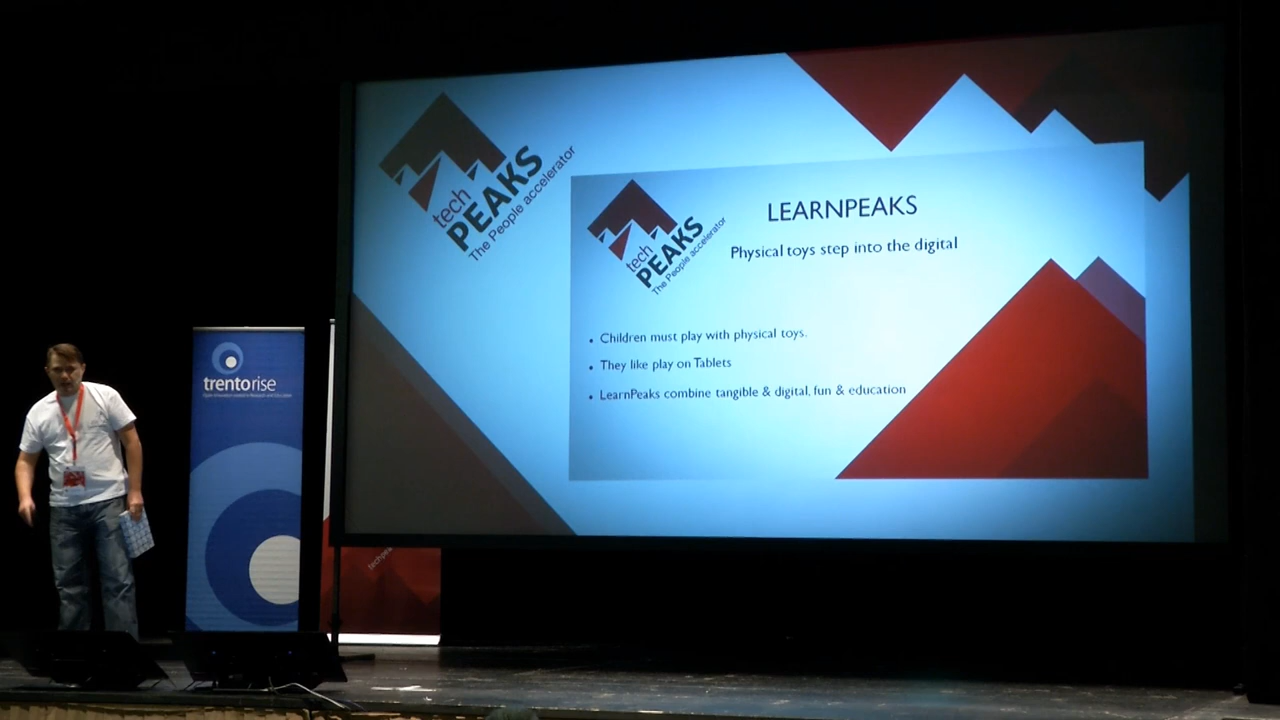 tech
PEAKS
The People accelerator
tech
PEAKS
The People accelerator
LEARNPEAKS
Physical toys step into the digital
• Children must play with physical toys.
• They like play on Tablets
• LearnPeaks combine tangible & digital, fun & education
trentorise